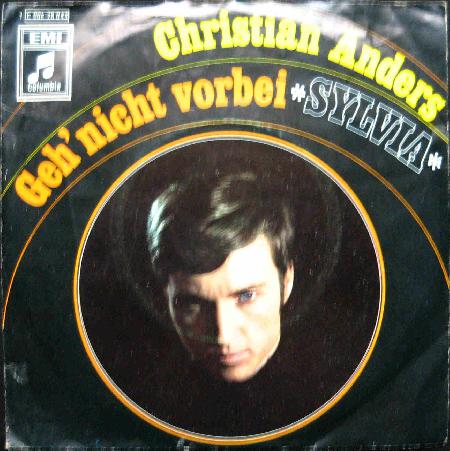 EMI
Columbia
Christian Anders
Geh' nicht vorbei * SYLVIA *